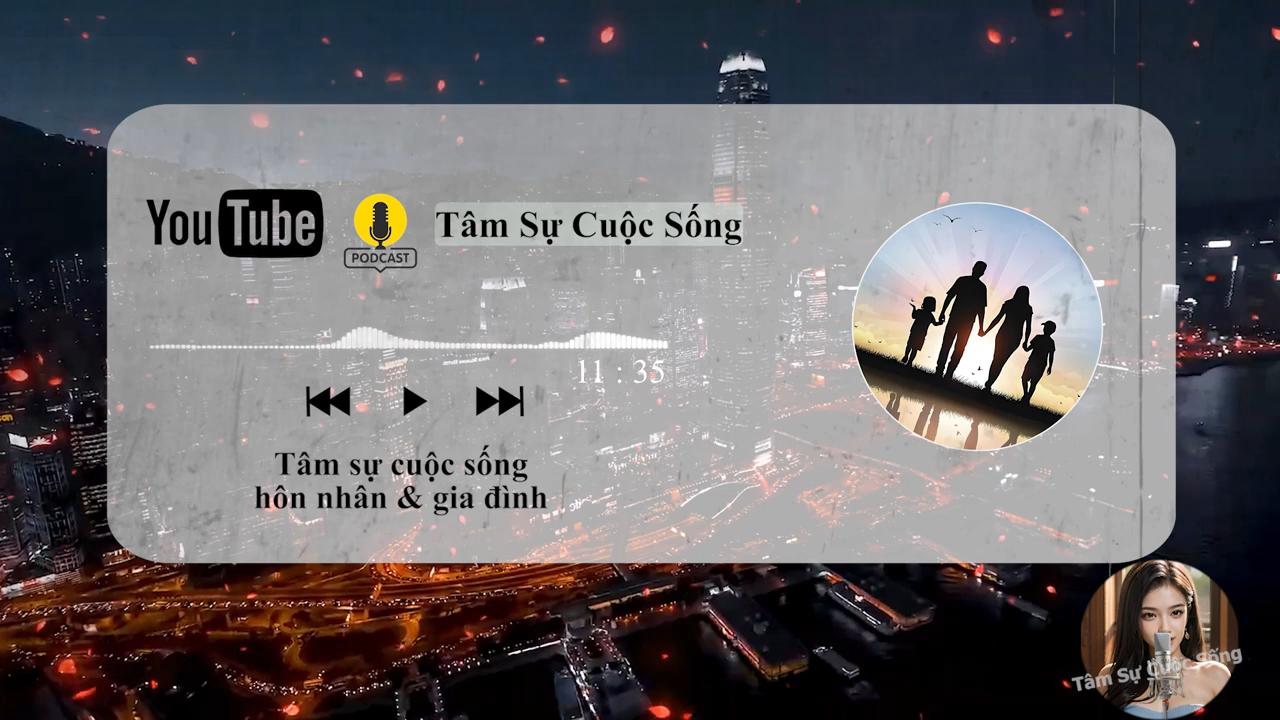 YouTube
PODCAST
Tâm Sự Cuộc Sống
11 : 35
Tâm sự cuộc sống
hôn nhân & gia đình
Tâm Sự Cuộc Sống